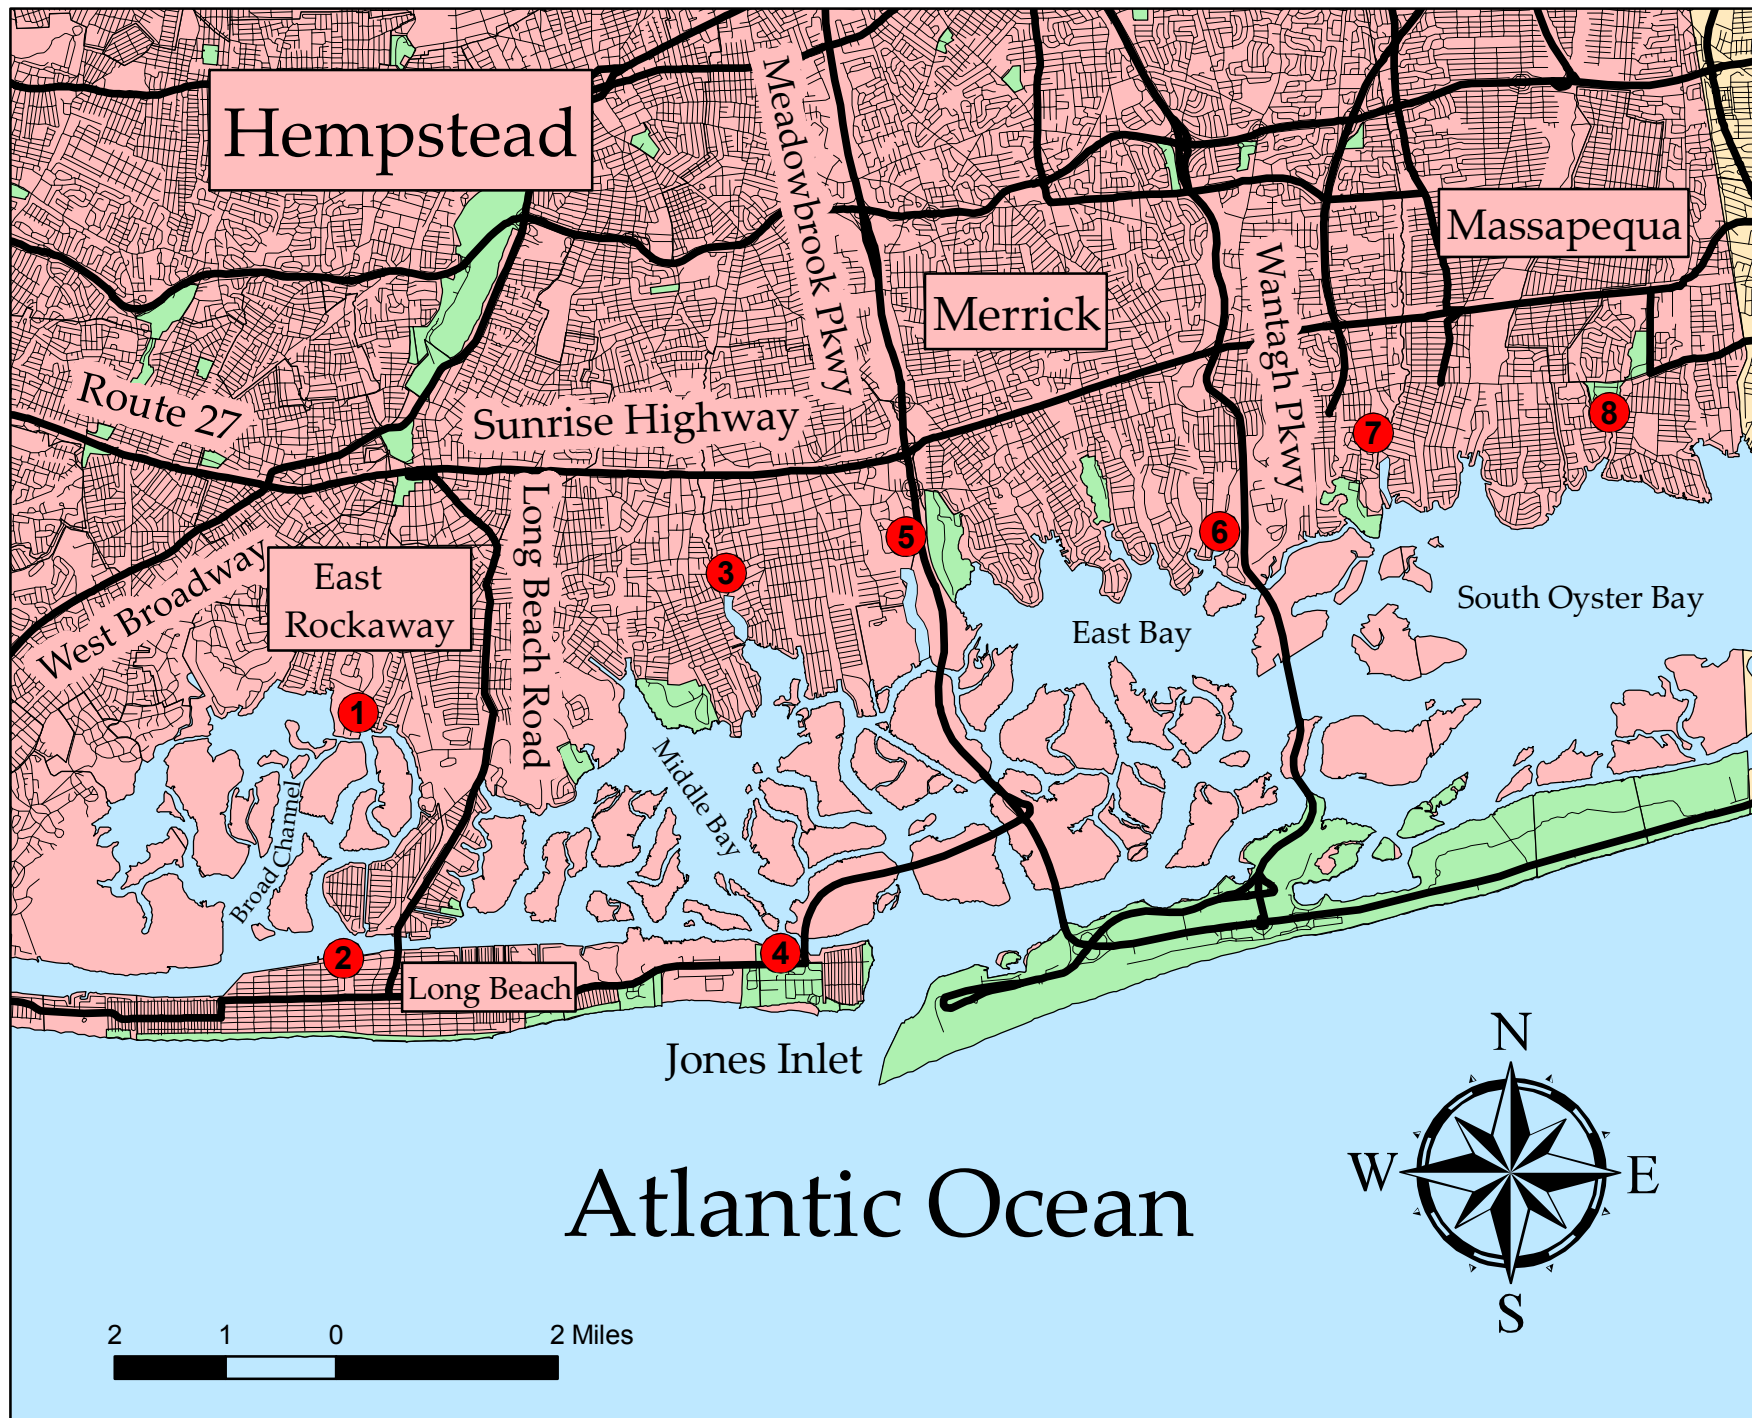 Hempstead
Meadowbrook Pkwy
Massapequa
Merrick
Wantagh Pkwy
Route 27
Sunrise Highway
8
7
Long Beach Road
5
6
West Broadway
East
Rockaway
3
South Oyster Bay
East Bay
1
Middle Bay
Broad Channel
2
4
Long Beach
Jones Inlet
N
Atlantic Ocean
W
E
S
2 1 0 2 Miles